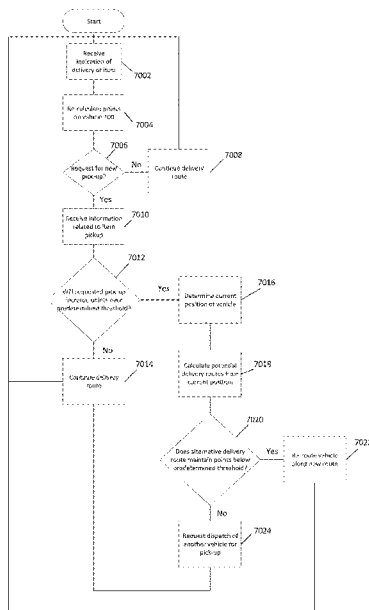 Start
Receive
indication of
delivery of item
7002
Re-calculate points
on vehicle 100
7004
7006
Request for new
pick-up?
No
Continue delivery
route
7008
Yes
Receive information
related to item
pickup
7010
7012
Will requested pick-up
increase points over
predetermined threshold?
Yes
Determine current
position of vehicle
7016
No
Continue delivery
route
7014
Calculate potential
delivery routes from
current position
7018
7020
Does alternative delivery
route maintain points below
predetermined threshold?
Yes
Re-route vehicle
along new route
No
Request dispatch of
another vehicle for
pick-up
7024